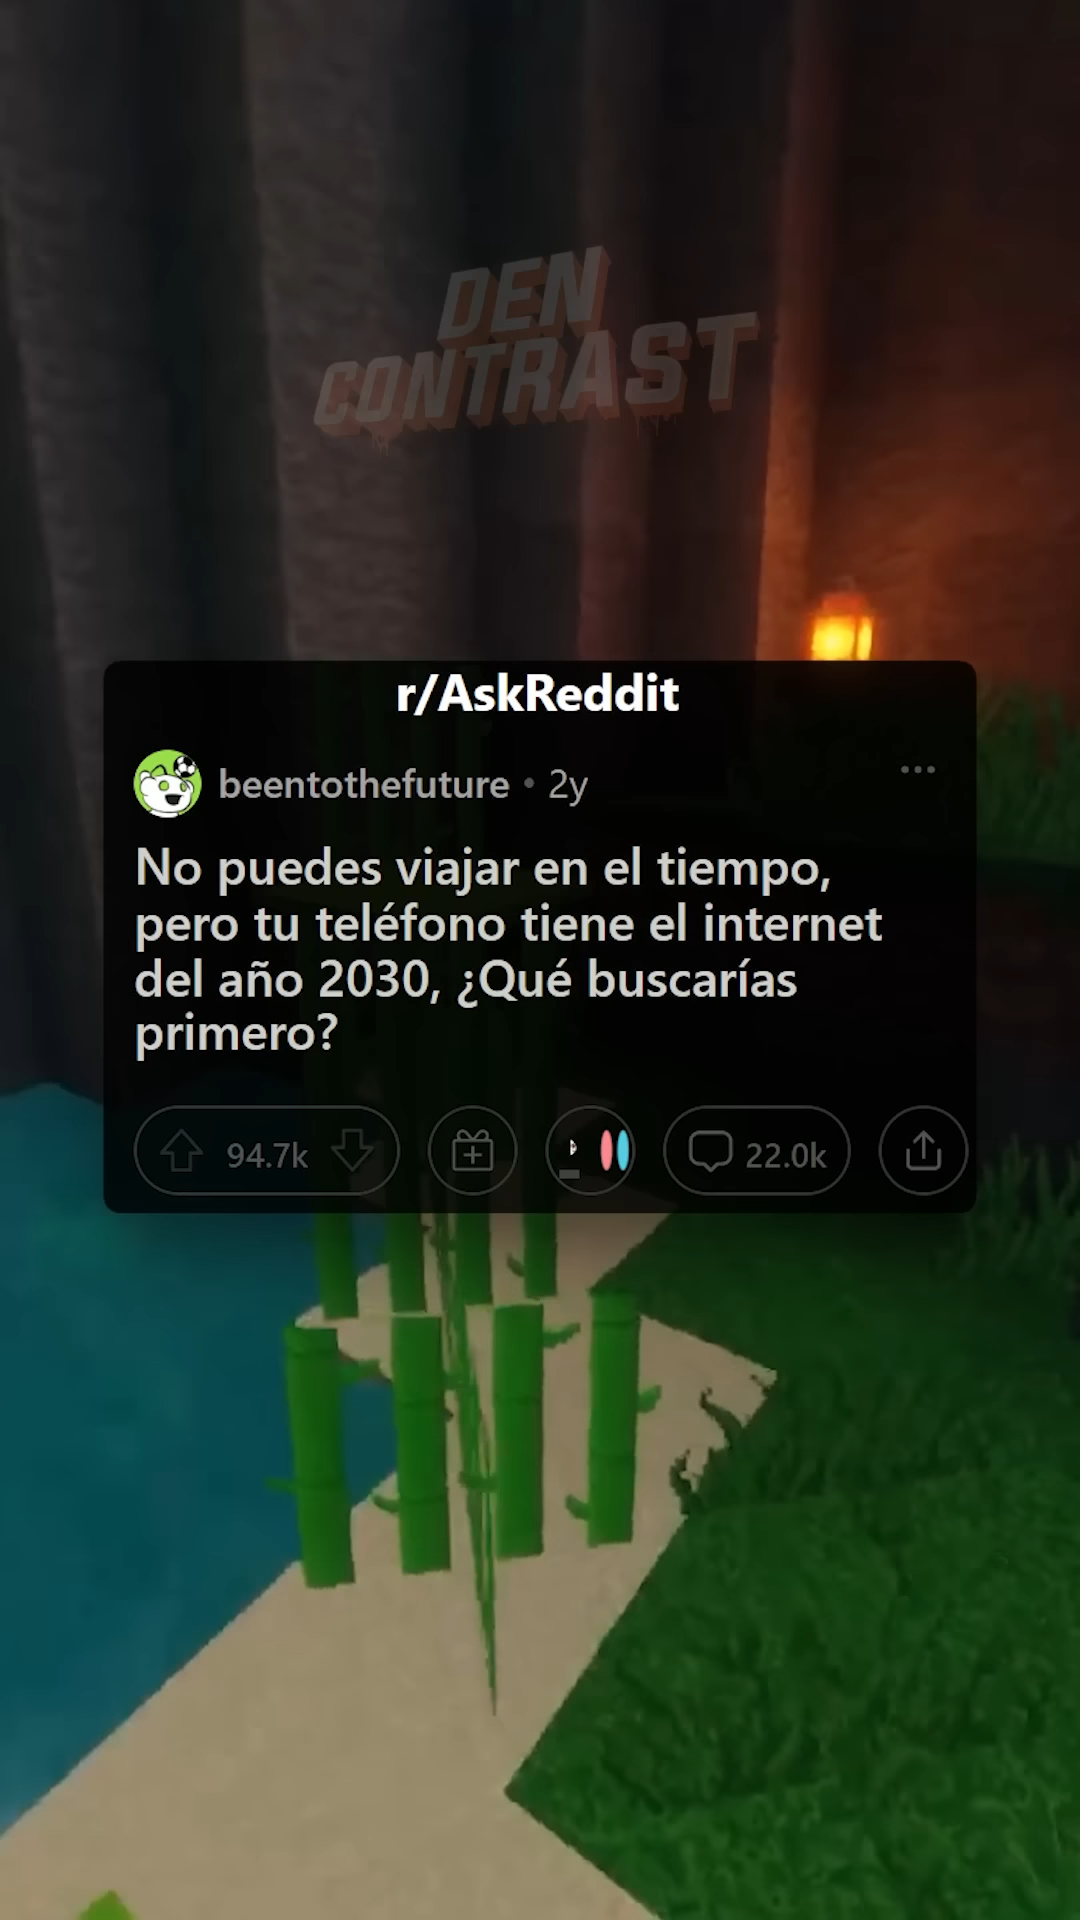 DEN
CONTRAST
r/AskReddit
beentothefuture • 2y
No puedes viajar en el tiempo,
pero tu teléfono tiene el internet
del año 2030, ¿Qué buscarías
primero?
94.7k
22.0k